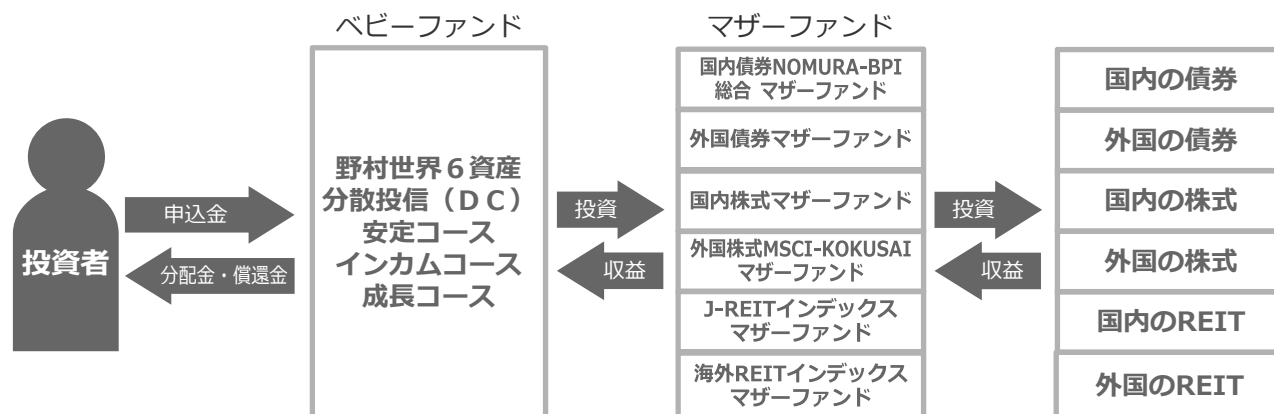 ベビーファンド
マザーファンド
投資者
申込金
分配金・償還金
野村世界６資産
分散投信（ＤＣ）
安定コース
インカムコース
成長コース
投資
収益
国内債券NOMURA-BPI
総合 マザーファンド
外国債券マザーファンド
国内株式マザーファンド
外国株式MSCI-KOKUSAI
マザーファンド
J-REITインデックス
マザーファンド
海外REITインデックス
マザーファンド
投資
収益
国内の債券
外国の債券
国内の株式
外国の株式
国内のREIT
外国のREIT